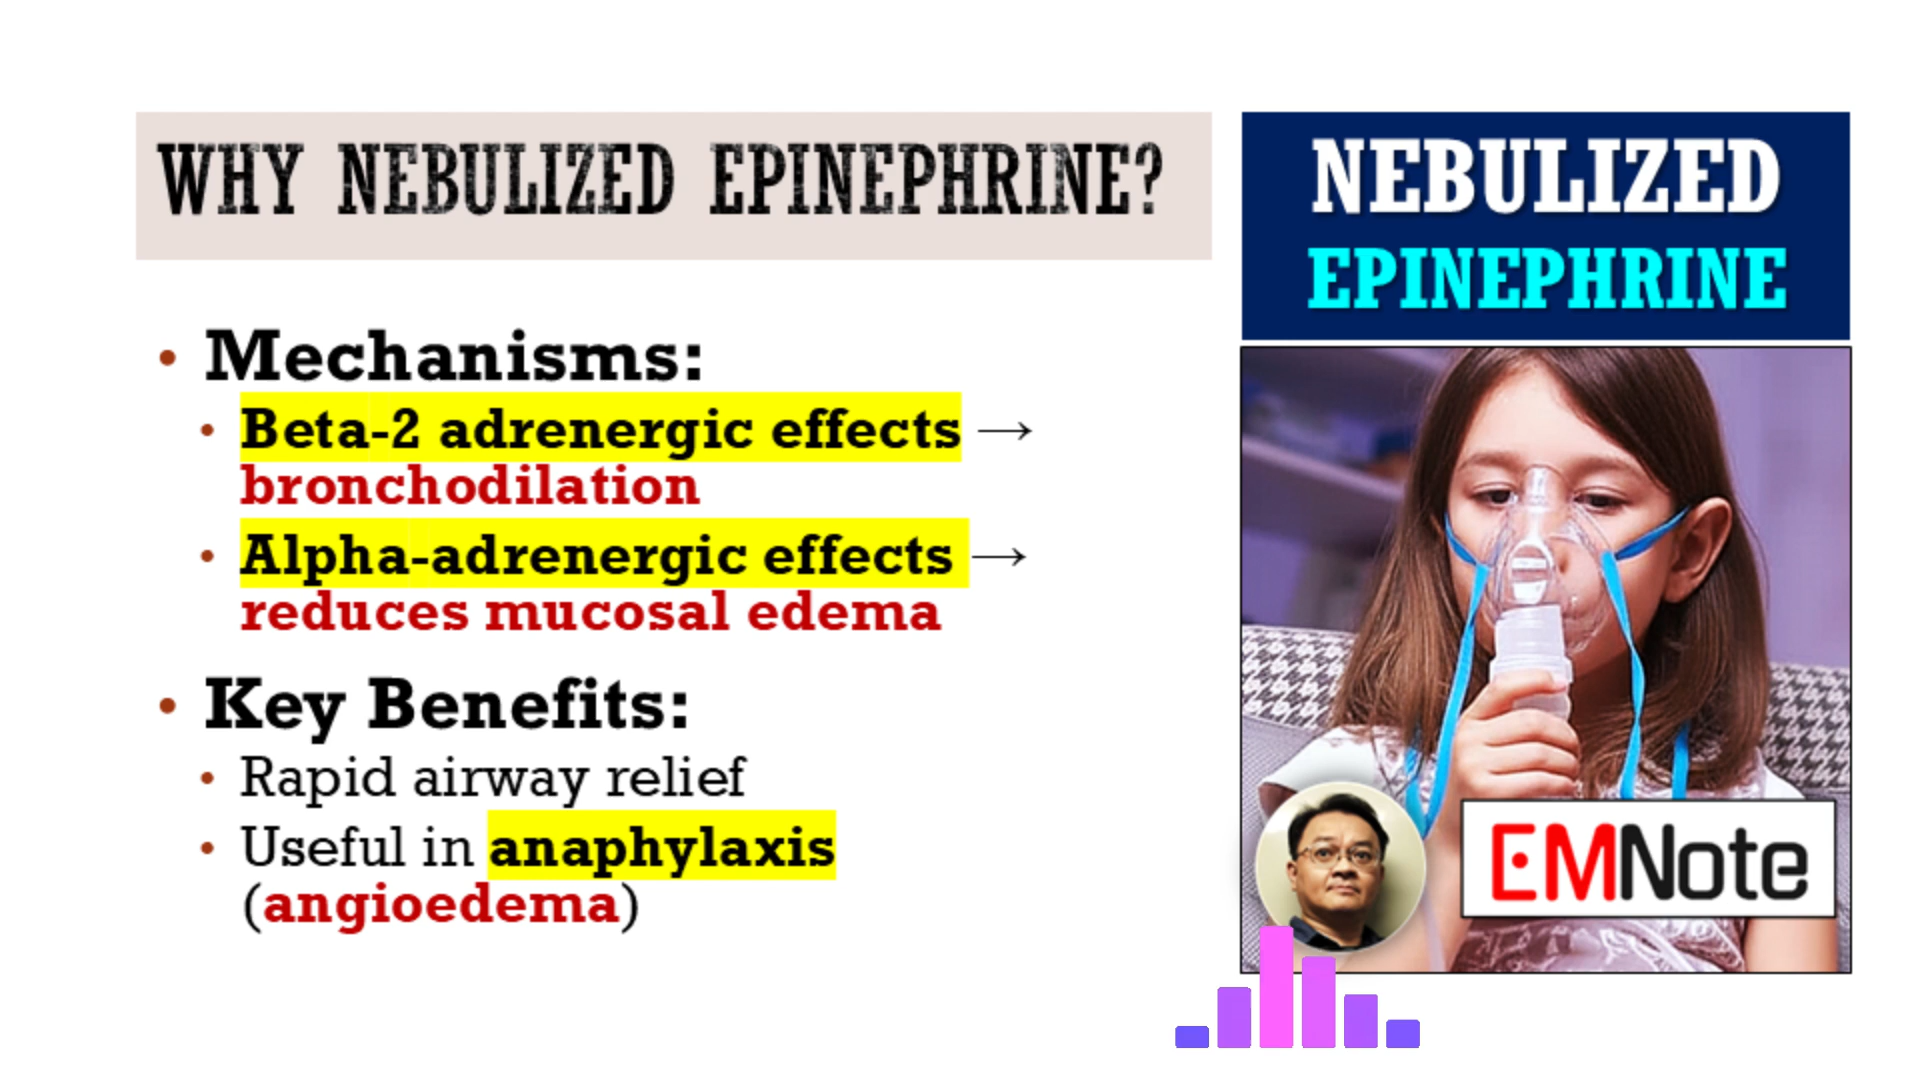 WHY NEBULIZED EPINEPHRINE?
• Mechanisms:
• Beta-2 adrenergic effects →
bronchodilation
• Alpha-adrenergic effects →
reduces mucosal edema
• Key Benefits:
• Rapid airway relief
• Useful in anaphylaxis
(angioedema)
NEBULIZED
EPINEPHRINE
EMNote